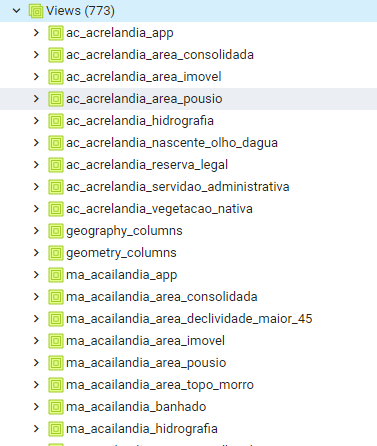 Views (773)
ac_acrelandia_app
ac_acrelandia_area_consolidada
ac_acrelandia_area_imovel
ac_acrelandia_area_pousio
ac_acrelandia_hidrografia
ac_acrelandia_nascente_olho_dagua
ac_acrelandia_reserva_legal
ac_acrelandia_servidao_administrativa
ac_acrelandia_vegetacao_nativa
geography_columns
geometry_columns
ma_acailandia_app
ma_acailandia_area_consolidada
ma_acailandia_area_declividade_maior_45
ma_acailandia_area_imovel
ma_acailandia_area_pousio
ma_acailandia_area_topo_morro
ma_acailandia_banhado
ma_acailandia_hidrografia